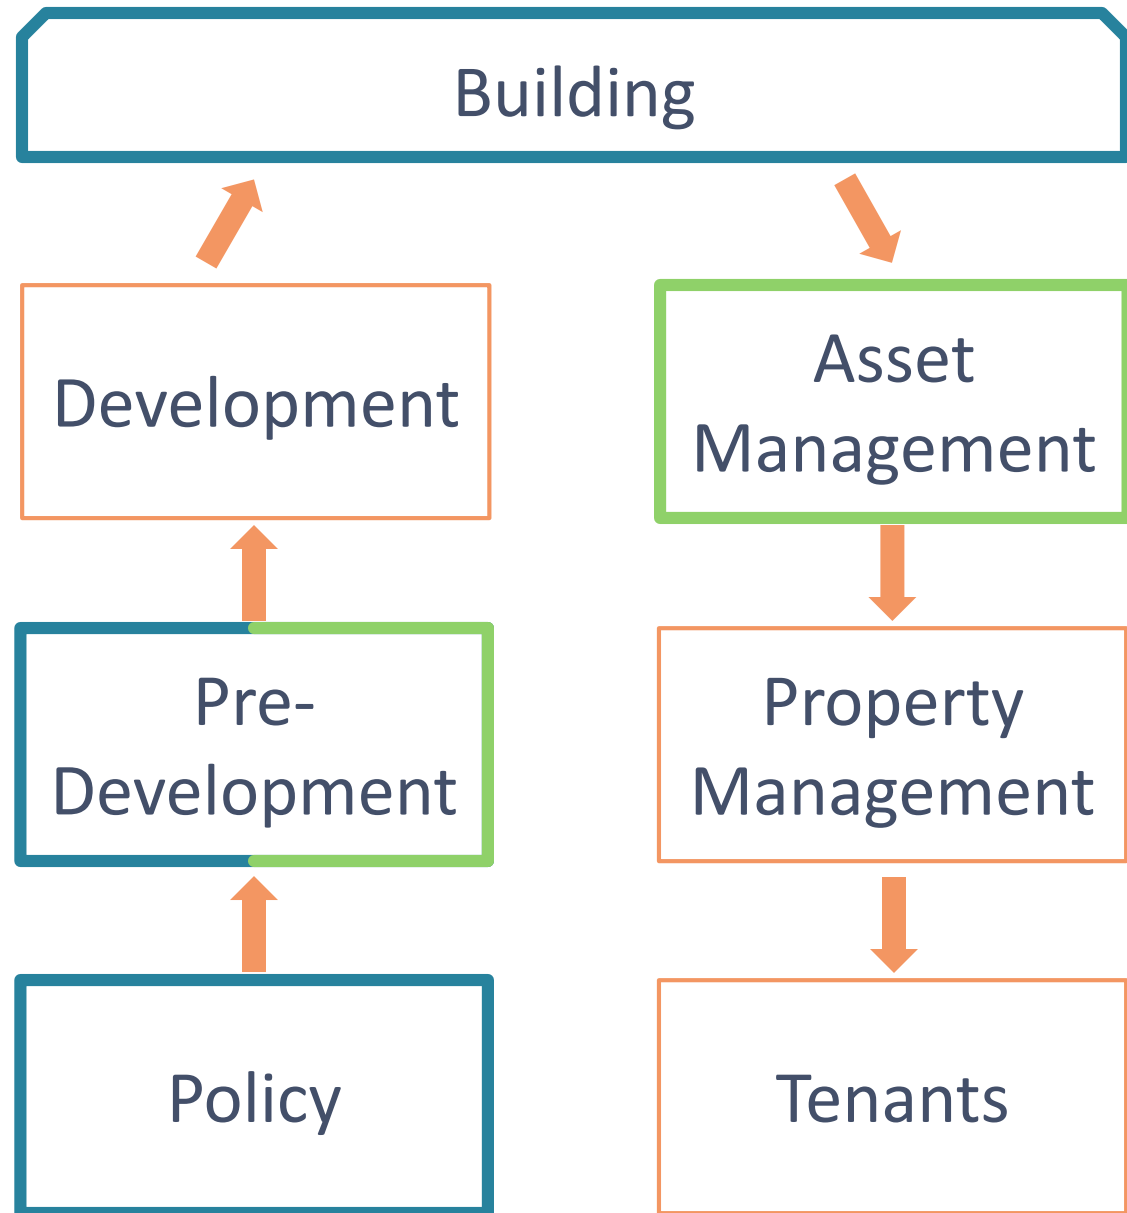 Building
Development
Asset
Management
Pre-
Development
Property
Management
Policy
Tenants